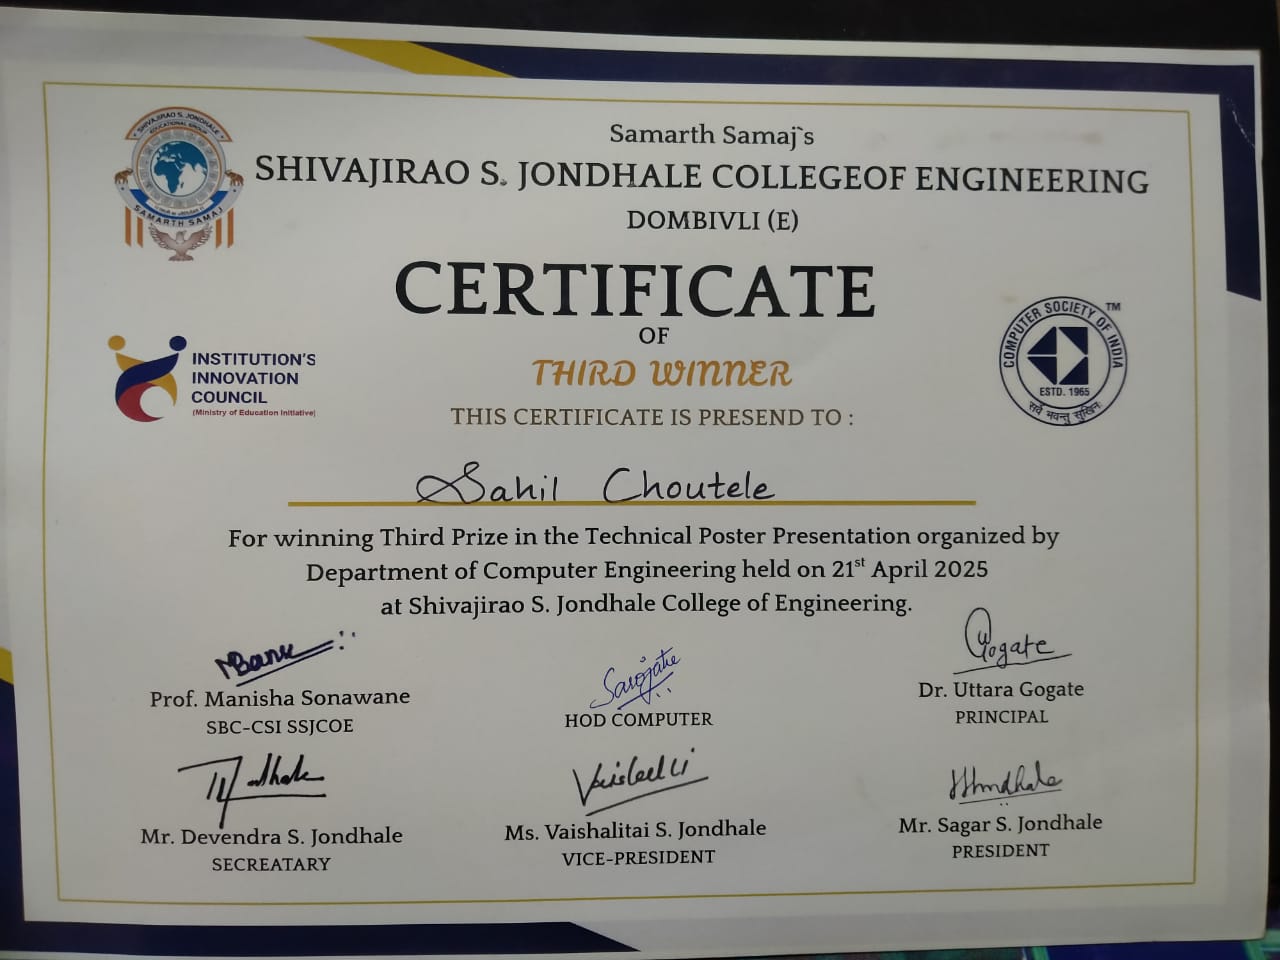 Samarth Samaj`s
SHIVAJIRAO S. JONDHALE COLLEGEOF ENGINEERING
DOMBIVLI (E)
SHIVAJIRAO S. JONDHALE
EDUCATIONAL GROUP
SAMARTH SAMAJ
CERTIFICATE
OF
THIRD WINNER
THIS CERTIFICATE IS PRESEND TO :
INSTITUTION'S
INNOVATION
COUNCIL
(Ministry of Education Initiative)
COMPUTER SOCIETY OF INDIA
TM
ESTD. 1965
सर्वे भवन्तु सुखिनः
Sahil Choutele
For winning Third Prize in the Technical Poster Presentation organized by
Department of Computer Engineering held on 21st April 2025
at Shivajirao S. Jondhale College of Engineering.
Gogate
Prof. Manisha Sonawane
SBC-CSI SSJCOE
HOD COMPUTER
Dr. Uttara Gogate
PRINCIPAL
Mr. Devendra S. Jondhale
SECREATARY
Ms. Vaishalitai S. Jondhale
VICE-PRESIDENT
Mr. Sagar S. Jondhale
PRESIDENT